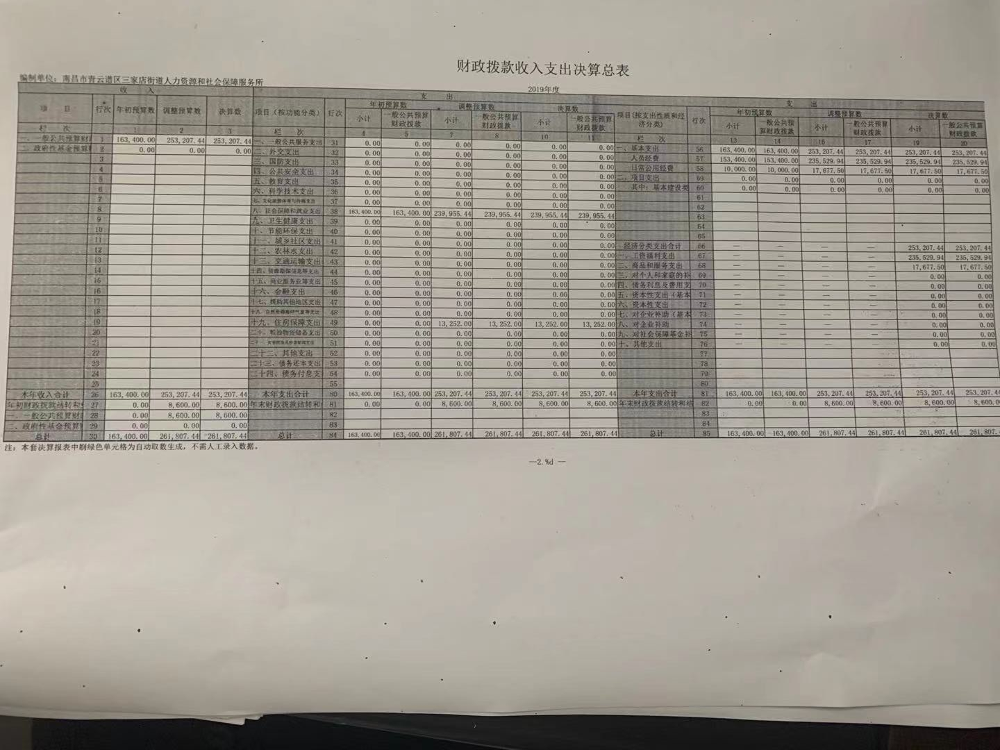 财政拨款收入支出决算总表
编制单位：南昌市青云谱区三家店街道人力资源和社会保障服务所
2019年度
收 入 支 出 支 出
项 目 行次 年初预算数 调整预算数 决算数 项目（按功能分类） 行次 年初预算数 调整预算数 决算数 项目(按支出性质和经济分类) 行次 年初预算数 调整预算数 决算数
小计 一般公共预算财政拨款 小计 一般公共预算财政拨款 小计 一般公共预算财政拨款 小计 一般公共预算财政拨款 小计 一般公共预算财政拨款 小计 一般公共预算财政拨款
栏 次 1 2 3 栏 次 4 5 7 8 10 11 栏 次 13 14 16 17 19 20
一、一般公共预算财 1 163,400.00 253,207.44 253,207.44 一、一般公共服务支出 31 0.00 0.00 0.00 0.00 0.00 0.00 一、基本支出 56 163,400.00 163,400.00 253,207.44 253,207.44 253,207.44 253,207.44
二、政府性基金预算 2 0.00 0.00 0.00 二、外交支出 32 0.00 0.00 0.00 0.00 0.00 0.00 人员经费 57 153,400.00 153,400.00 235,529.94 235,529.94 235,529.94 235,529.94
3 三、国防支出 33 0.00 0.00 0.00 0.00 0.00 0.00 日常公用经费 58 10,000.00 10,000.00 17,677.50 17,677.50 17,677.50 17,677.50
4 四、公共安全支出 34 0.00 0.00 0.00 0.00 0.00 0.00 二、项目支出 59 0.00 0.00 0.00 0.00 0.00 0.00
5 五、教育支出 35 0.00 0.00 0.00 0.00 0.00 0.00 其中：基本建设类 60 0.00 0.00 0.00 0.00 0.00 0.00
6 六、科学技术支出 36 0.00 0.00 0.00 0.00 0.00 0.00 61
7 七、文化旅游体育与传媒支出 37 0.00 0.00 0.00 0.00 0.00 0.00 62
8 八、社会保障和就业支出 38 163,400.00 163,400.00 239,955.44 239,955.44 239,955.44 239,955.44 63
9 九、卫生健康支出 39 0.00 0.00 0.00 0.00 0.00 0.00 64
10 十、节能环保支出 40 0.00 0.00 0.00 0.00 0.00 0.00 65
11 十一、城乡社区支出 41 0.00 0.00 0.00 0.00 0.00 0.00 经济分类支出合计 66 — — — — 253,207.44 253,207.44
12 十二、农林水支出 42 0.00 0.00 0.00 0.00 0.00 0.00 一、工资福利支出 67 — — — — 235,529.94 235,529.94
13 十三、交通运输支出 43 0.00 0.00 0.00 0.00 0.00 0.00 二、商品和服务支出 68 — — — — 17,677.50 17,677.50
14 十四、资源勘探信息等支出 44 0.00 0.00 0.00 0.00 0.00 0.00 三、对个人和家庭的补 69 — — — — 0.00 0.00
15 十五、商业服务业等支出 45 0.00 0.00 0.00 0.00 0.00 0.00 四、债务利息及费用支 70 — — — — 0.00 0.00
16 十六、金融支出 46 0.00 0.00 0.00 0.00 0.00 0.00 五、资本性支出（基本 71 — — — — 0.00 0.00
17 十七、援助其他地区支出 47 0.00 0.00 0.00 0.00 0.00 0.00 六、资本性支出 72 — — — — 0.00 0.00
18 十八、自然资源海洋气象等支出 48 0.00 0.00 0.00 0.00 0.00 0.00 七、对企业补助（基本 73 — — — — 0.00 0.00
19 十九、住房保障支出 49 0.00 0.00 13,252.00 13,252.00 13,252.00 13,252.00 八、对企业补助 74 — — — — 0.00 0.00
20 二十、粮油物资储备支出 50 0.00 0.00 0.00 0.00 0.00 0.00 九、对社会保障基金补 75 — — — — 0.00 0.00
21 二十一、灾害防治及应急管理支出 51 0.00 0.00 0.00 0.00 0.00 0.00 十、其他支出 76 — — — — 0.00 0.00
22 二十二、其他支出 52 0.00 0.00 0.00 0.00 0.00 0.00 77
23 二十三、债务还本支出 53 0.00 0.00 0.00 0.00 0.00 0.00 78
24 二十四、债务付息支 54 0.00 0.00 0.00 0.00 0.00 0.00 79
25 55 80
本年收入合计 26 163,400.00 253,207.44 253,207.44 本年支出合计 80 163,400.00 163,400.00 253,207.44 253,207.44 253,207.44 253,207.44 本年支出合计 81 163,400.00 163,400.00 253,207.44 253,207.44 253,207.44 253,207.44
年初财政拨款结转和 27 0.00 8,600.00 8,600.00 年末财政拨款结转和 81 0.00 0.00 8,600.00 8,600.00 8,600.00 8,600.00 年末财政拨款结转和结 82 0.00 0.00 8,600.00 8,600.00 8,600.00 8,600.00
一、一般公共预算财 28 0.00 8,600.00 8,600.00 82 83
二、政府性基金预算 29 0.00 0.00 0.00 83 84
总计 30 163,400.00 261,807.44 261,807.44 总计 84 163,400.00 163,400.00 261,807.44 261,807.44 261,807.44 261,807.44 总计 85 163,400.00 163,400.00 261,807.44 261,807.44 261,807.44 261,807.
注：本套决算报表中刷绿色单元格为自动取数生成，不需人工录入数据。
—2.%d —